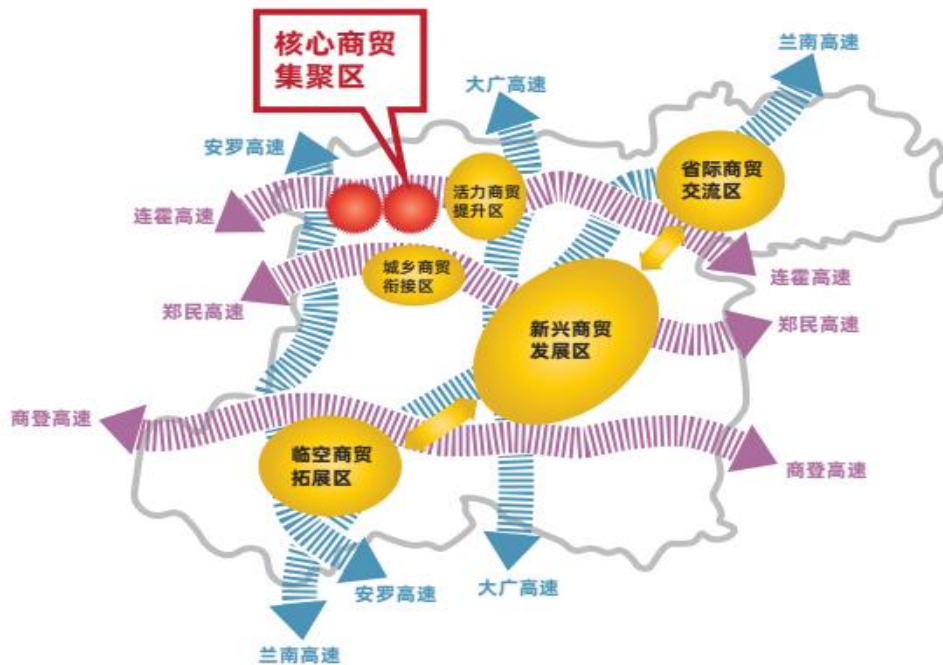 核心商贸
集聚区
兰南高速
大广高速
安罗高速
省际商贸
交流区
活力商贸
提升区
连霍高速
城乡商贸
衔接区
连霍高速
郑民高速
郑民高速
新兴商贸
发展区
商登高速
临空商贸
拓展区
商登高速
安罗高速
大广高速
兰南高速